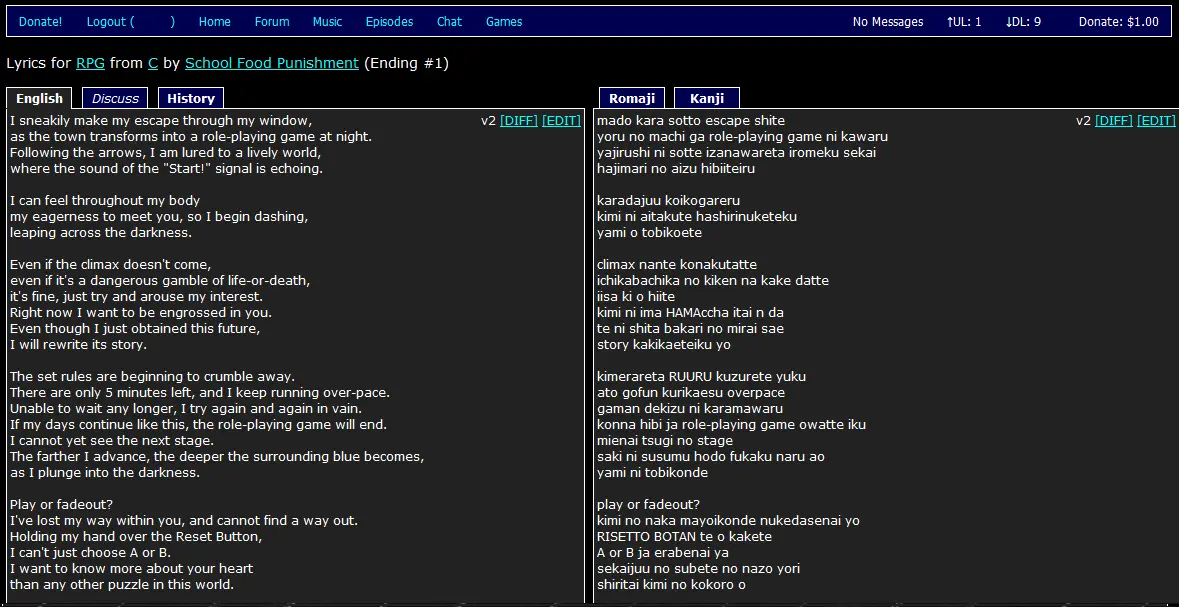 Donate! Logout ( ) Home Forum Music Episodes Chat Games No Messages ↑UL: 1 ↓DL: 9 Donate: $1.00
Lyrics for RPG from C by School Food Punishment (Ending #1)
English Discuss History
v2 [DIFF] [EDIT]
I sneakily make my escape through my window,
as the town transforms into a role-playing game at night.
Following the arrows, I am lured to a lively world,
where the sound of the "Start!" signal is echoing.
I can feel throughout my body
my eagerness to meet you, so I begin dashing,
leaping across the darkness.
Even if the climax doesn't come,
even if it's a dangerous gamble of life-or-death,
it's fine, just try and arouse my interest.
Right now I want to be engrossed in you.
Even though I just obtained this future,
I will rewrite its story.
The set rules are beginning to crumble away.
There are only 5 minutes left, and I keep running over-pace.
Unable to wait any longer, I try again and again in vain.
If my days continue like this, the role-playing game will end.
I cannot yet see the next stage.
The farther I advance, the deeper the surrounding blue becomes,
as I plunge into the darkness.
Play or fadeout?
I've lost my way within you, and cannot find a way out.
Holding my hand over the Reset Button,
I can't just choose A or B.
I want to know more about your heart
than any other puzzle in this world.
Romaji Kanji
v2 [DIFF] [EDIT]
mado kara sotto escape shite
yoru no machi ga role-playing game ni kawaru
yajirushi ni sotte izanawareta iromeku sekai
hajimari no aizu hibiiteiru
karadajuu koikogareru
kimi ni aitakute hashirinuketeku
yami o tobikoete
climax nante konakutatte
ichikabachika no kiken na kake datte
iisa ki o hiite
kimi ni ima HAMAccha itai n da
te ni shita bakari no mirai sae
story kakikaeteiku yo
kimerareta RUURU kuzurete yuku
ato gofun kurikaesu overpace
gaman dekizu ni karamawaru
konna hibi ja role-playing game owatte iku
mienai tsugi no stage
saki ni susumu hodo fukaku naru ao
yami ni tobikonde
play or fadeout?
kimi no naka mayoikonde nukedasenai yo
RISETTO BOTAN te o kakete
A or B ja erabenai ya
sekaijuu no subete no nazo yori
shiritai kimi no kokoro o